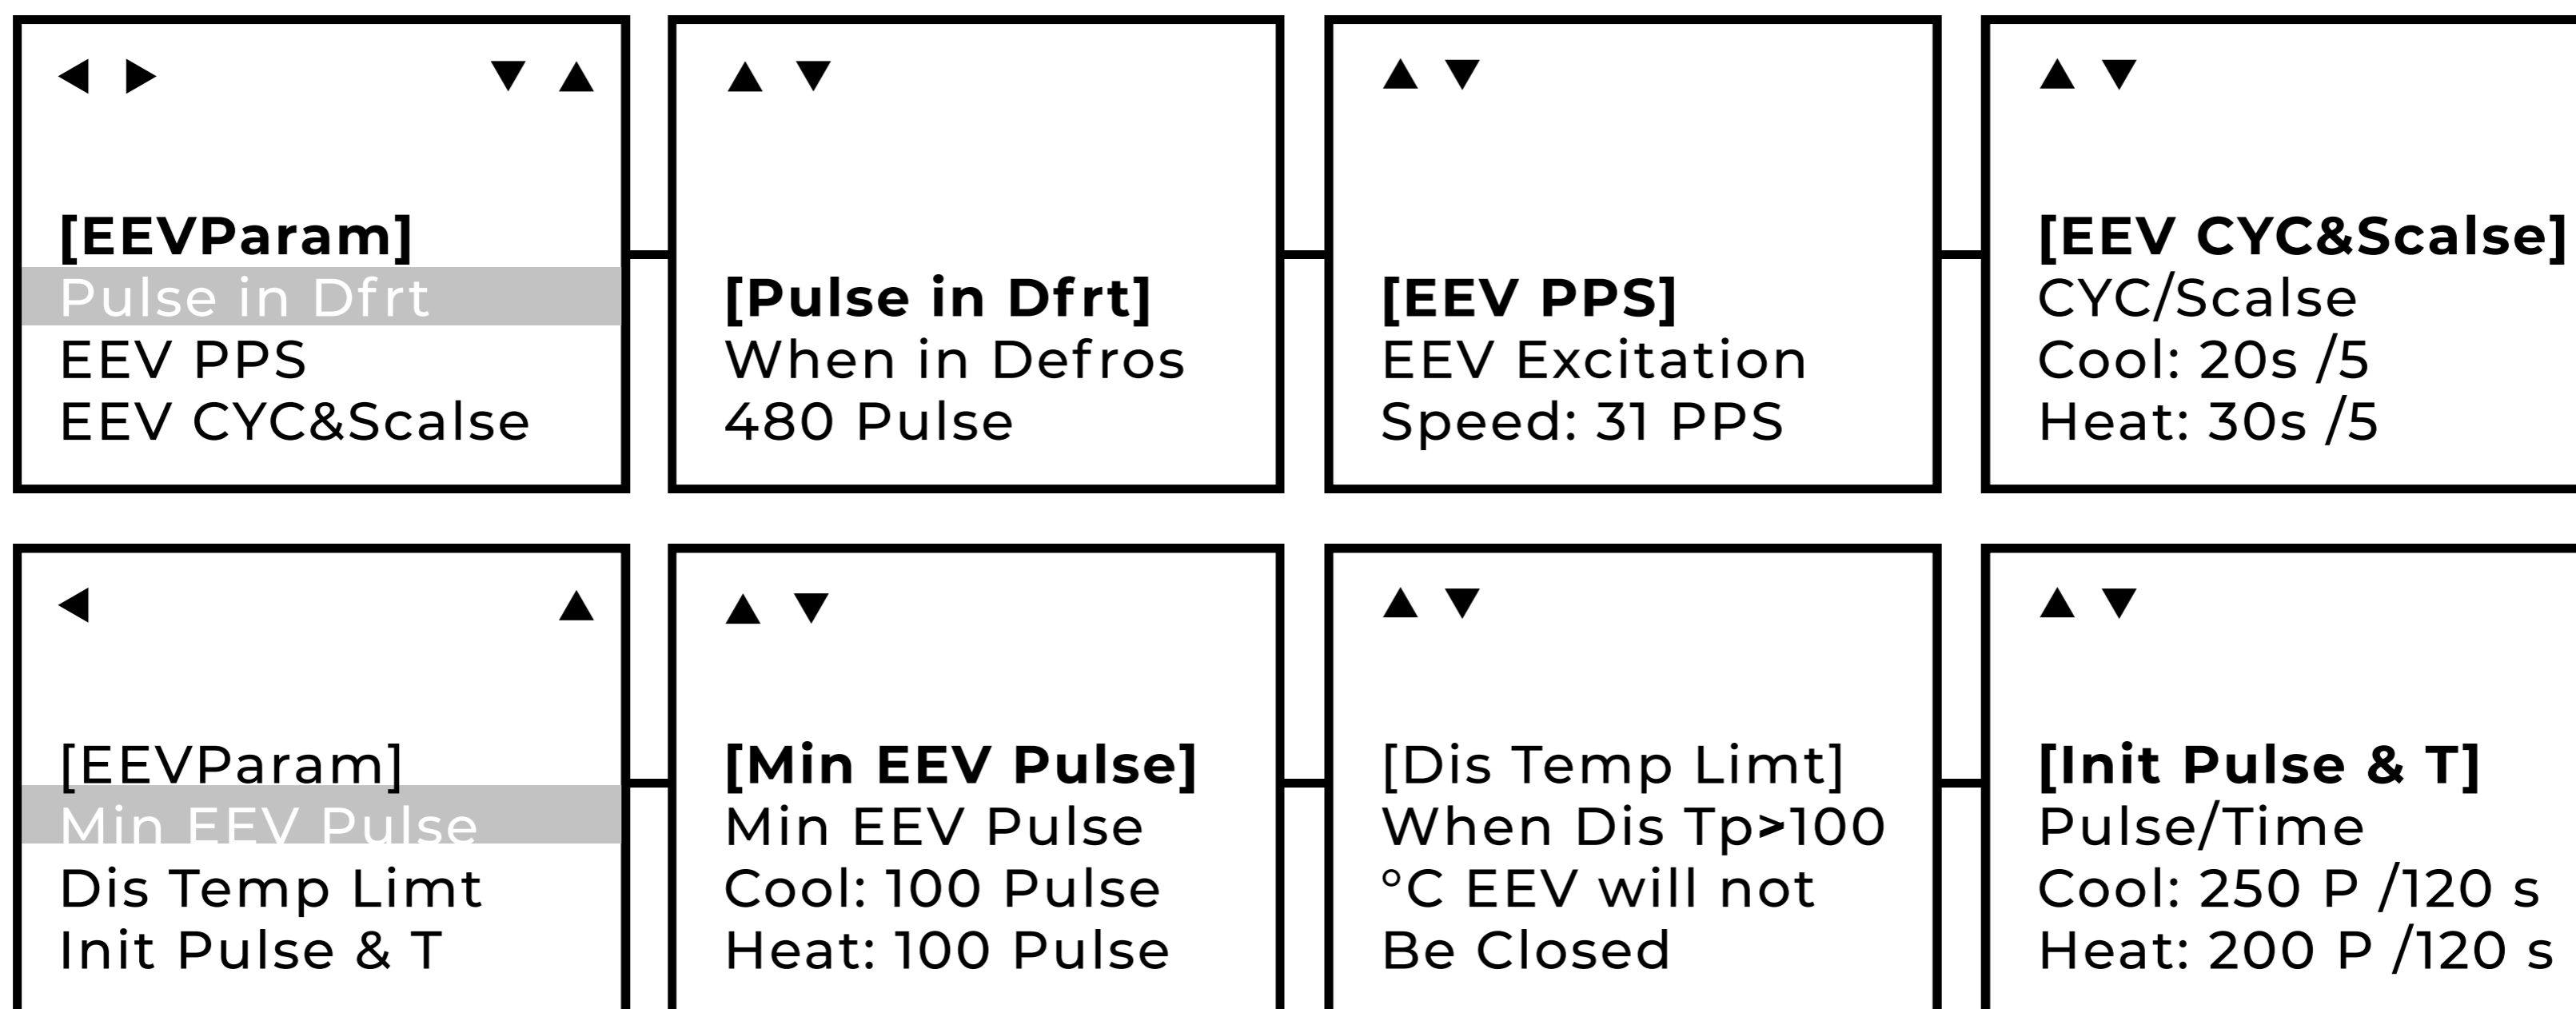 [EEVParam]
Pulse in Dfrt
EEV PPS
EEV CYC&Scalse
[Pulse in Dfrt]
When in Defros
480 Pulse
[EEV PPS]
EEV Excitation
Speed: 31 PPS
[EEV CYC&Scalse]
CYC/Scalse
Cool: 20s /5
Heat: 30s /5
[EEVParam]
Min EEV Pulse
Dis Temp Limt
Init Pulse & T
[Min EEV Pulse]
Min EEV Pulse
Cool: 100 Pulse
Heat: 100 Pulse
[Dis Temp Limt]
When Dis Tp>100
°C EEV will not
Be Closed
[Init Pulse & T]
Pulse/Time
Cool: 250 P /120 s
Heat: 200 P /120 s